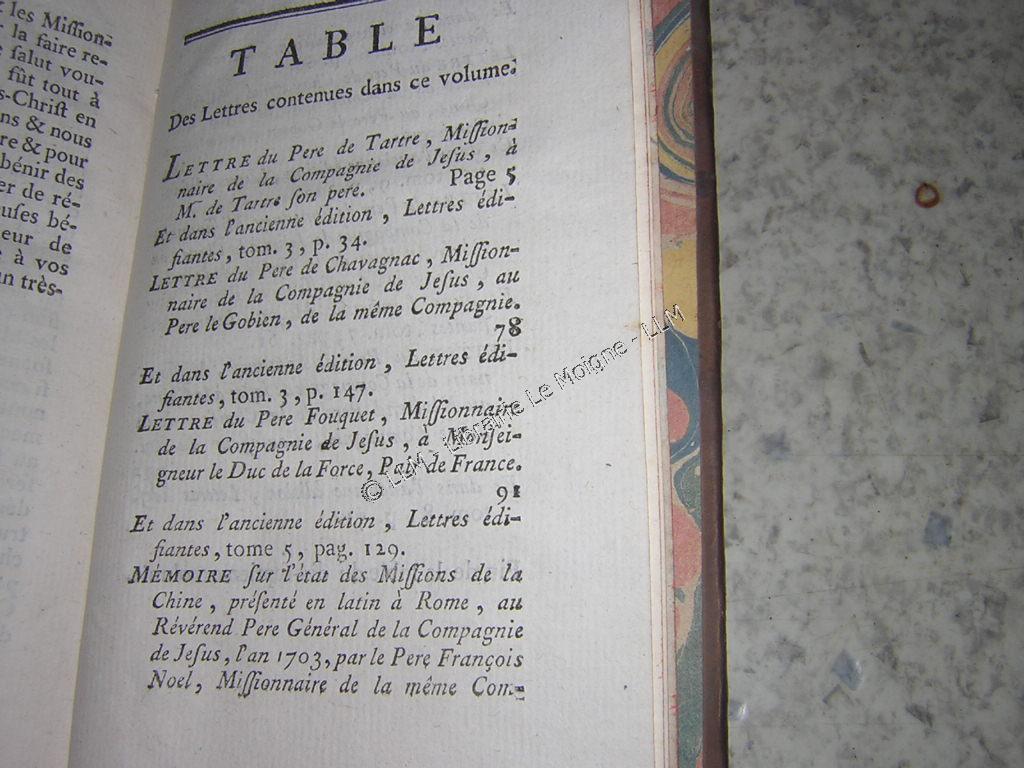 les Miſſion-
la faire re-
ſalut vou-
fût tout à
s-Chriſt en
ns & nous
re & pour
bénir des
er de ré-
uſes bé-
eur de
à vos
n très-
TABLE
Des Lettres contenues dans ce volume.
LETTRE du Pere de Tartre, Miſſion-
naire de la Compagnie de Jeſus, à
M. de Tartre ſon pere. Page 5
Et dans l'ancienne édition, Lettres édi-
fiantes, tom. 3, p. 34.
LETTRE du Pere de Chavagnac, Miſſion-
naire de la Compagnie de Jeſus, au
Pere le Gobien, de la même Compagnie.
78
Et dans l'ancienne édition, Lettres édi-
fiantes, tom. 3, p. 147.
LETTRE du Pere Fouquet, Miſſionnaire
de la Compagnie de Jeſus, à Monſei-
gneur le Duc de la Force, Pair de France.
91
Et dans l'ancienne édition, Lettres édi-
fiantes, tome 5, pag. 129.
MÉMOIRE ſur l'état des Miſſions de la
Chine, préſenté en latin à Rome, au
Révérend Pere Général de la Compagnie
de Jeſus, l'an 1703, par le Pere François
Noel, Miſſionnaire de la même Com-
© LLM - Librairie Le Moigne - LLM